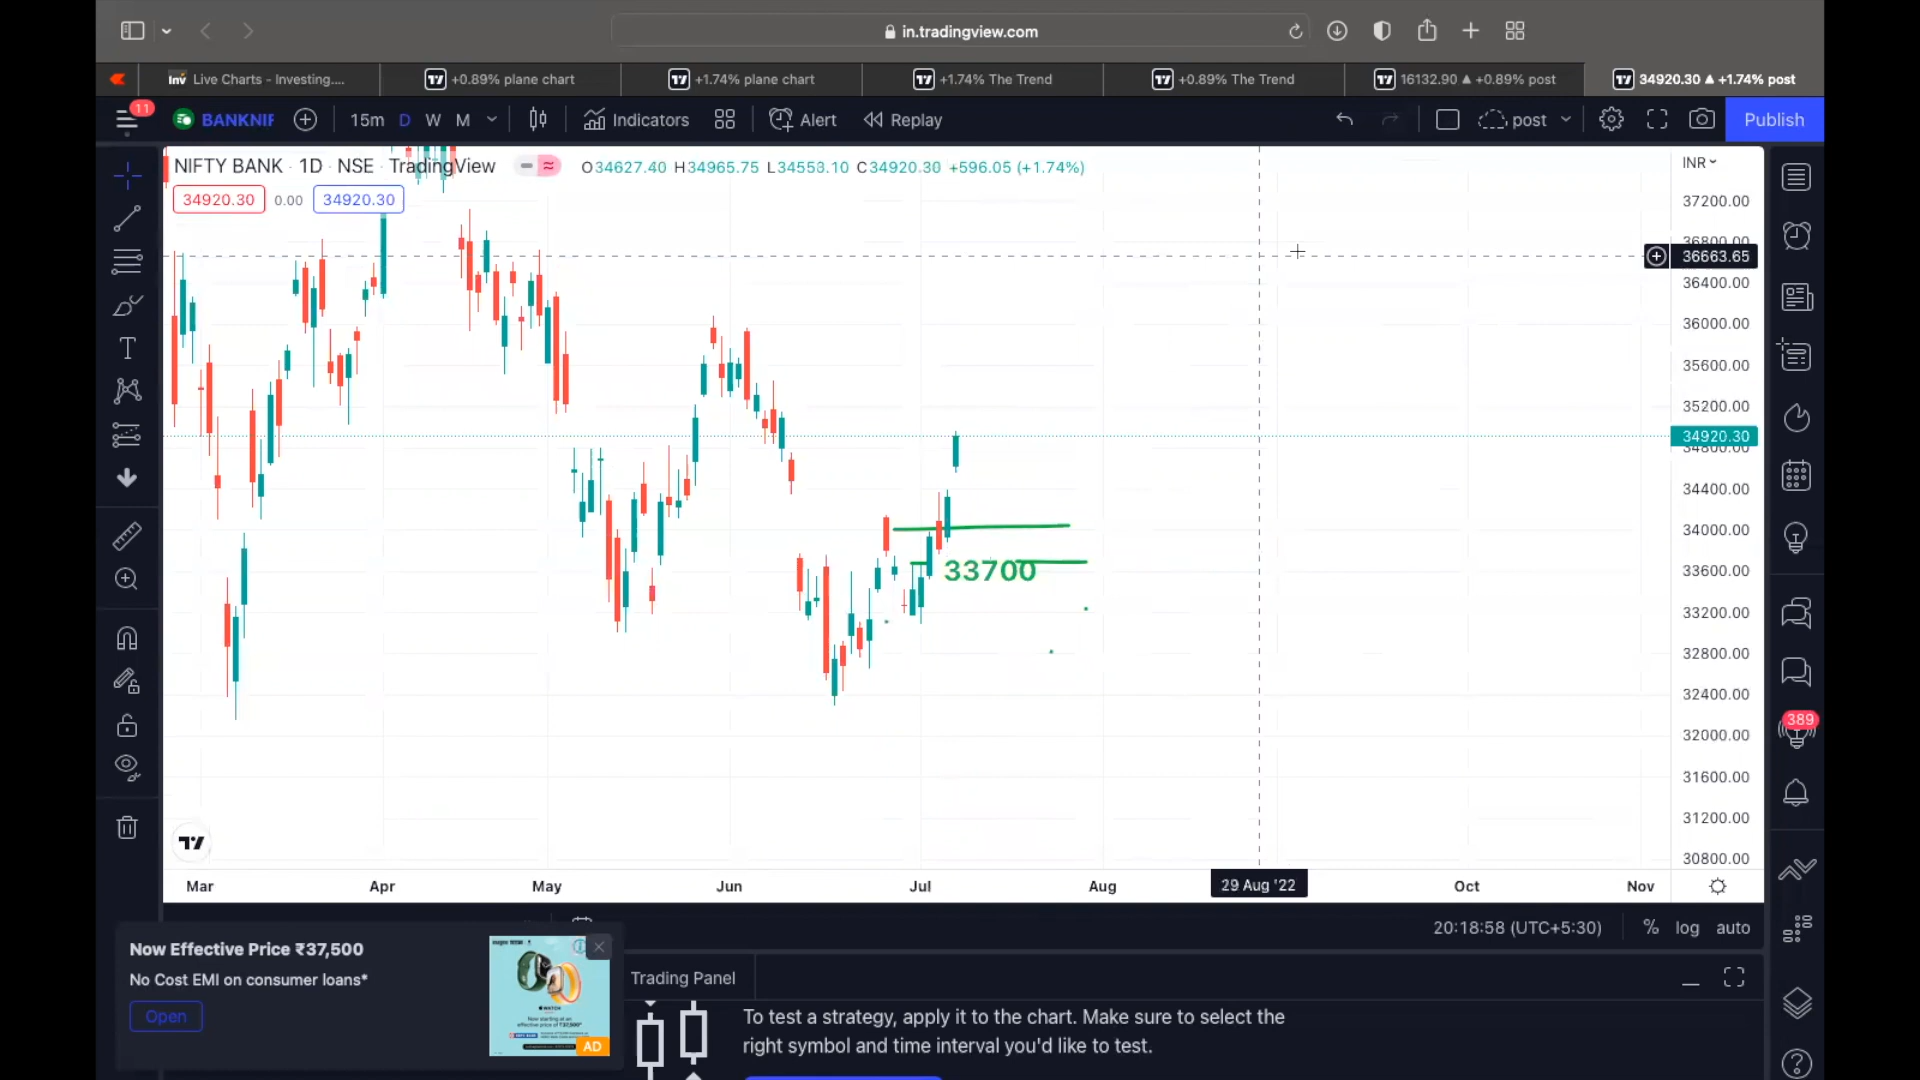 in.tradingview.com
Inv Live Charts - Investing....
+0.89% plane chart
+1.74% plane chart
+1.74% The Trend
+0.89% The Trend
16132.90 ▲ +0.89% post
34920.30 ▲ +1.74% post
11
BANKNIF
15m D W M
Indicators
Alert
Replay
post
Publish
NIFTY BANK · 1D · NSE · TradingView
O34627.40 H34965.75 L34553.10 C34920.30 +596.05 (+1.74%)
INR
34920.30 0.00 34920.30
37200.00
36800.00
36663.65
36400.00
36000.00
35600.00
35200.00
34920.30
34800.00
34400.00
34000.00
33700
33600.00
33200.00
32800.00
32400.00
389
32000.00
31600.00
31200.00
30800.00
Mar Apr May Jun Jul Aug 29 Aug '22 Oct Nov
20:18:58 (UTC+5:30) % log auto
Now Effective Price ₹37,500
No Cost EMI on consumer loans*
Open
AD
Trading Panel
To test a strategy, apply it to the chart. Make sure to select the
right symbol and time interval you'd like to test.